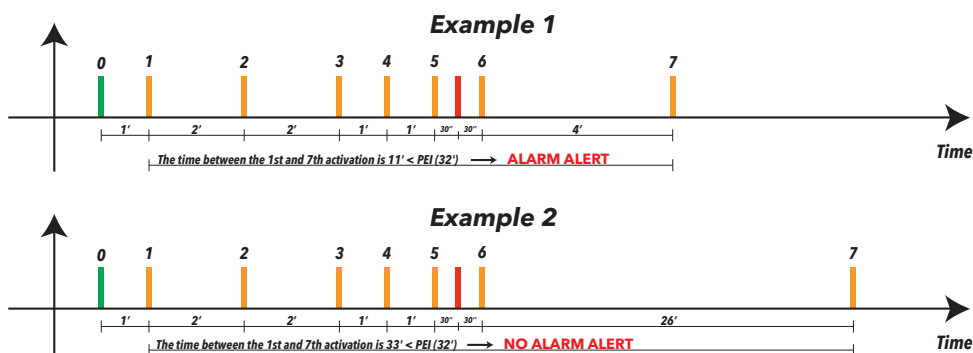 Example 1
0 1 2 3 4 5 6 7
1' 2' 2' 1' 1' 30" 30" 4'
The time between the 1st and 7th activation is 11' < PEI (32') ALARM ALERT
Time
Example 2
0 1 2 3 4 5 6 7
1' 2' 2' 1' 1' 30" 30" 26'
The time between the 1st and 7th activation is 33' < PEI (32') NO ALARM ALERT
Time